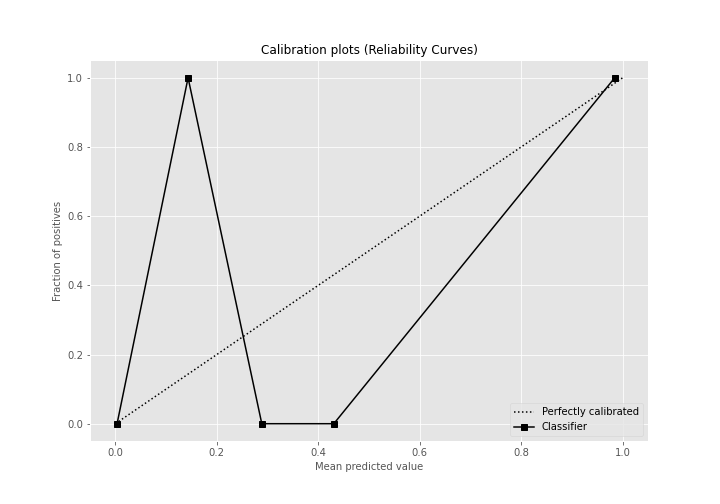 Calibration plots (Reliability Curves)
1.0
0.8
0.6
0.4
0.2
0.0
Fraction of positives
0.0 0.2 0.4 0.6 0.8 1.0
Mean predicted value
Perfectly calibrated
Classifier